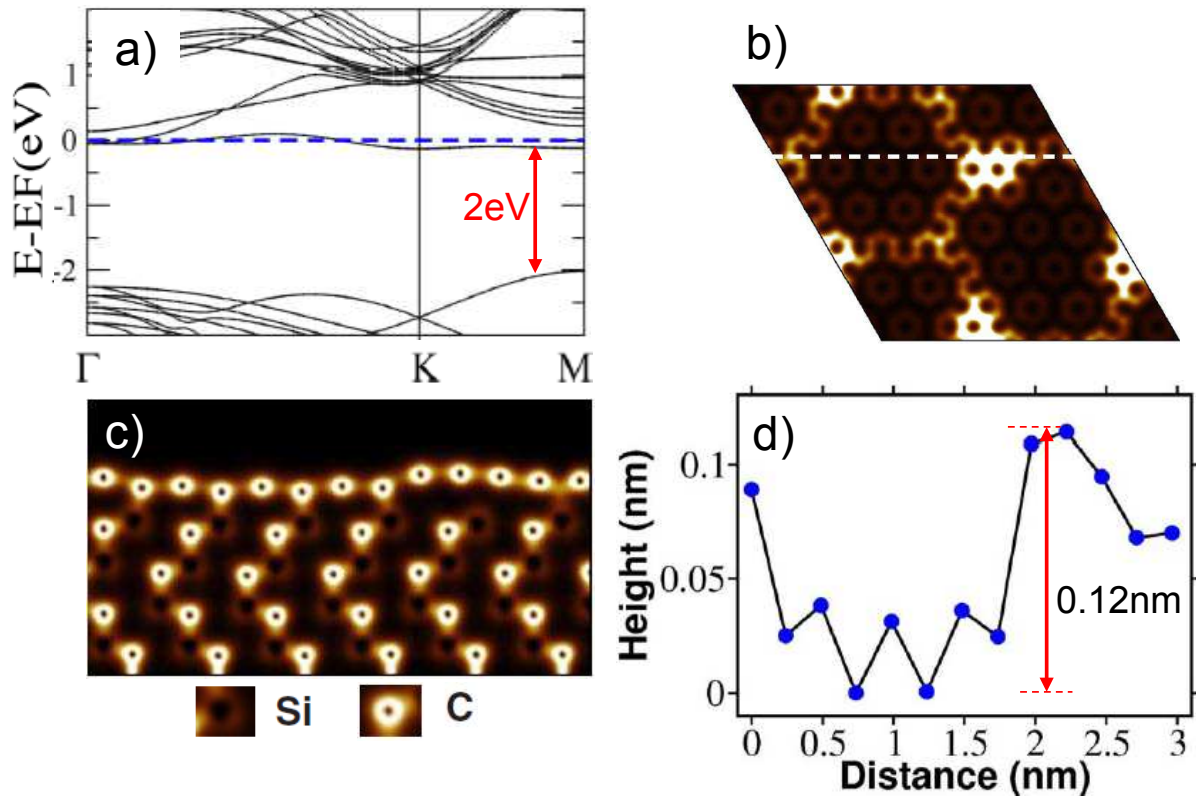 a)
E-EF(eV)
1
0
-1
-2
2eV
Γ
K
M
b)
c)
Si
C
d)
Height (nm)
0.1
0.05
0
0.12nm
0
0.5
1
1.5
2
2.5
3
Distance (nm)